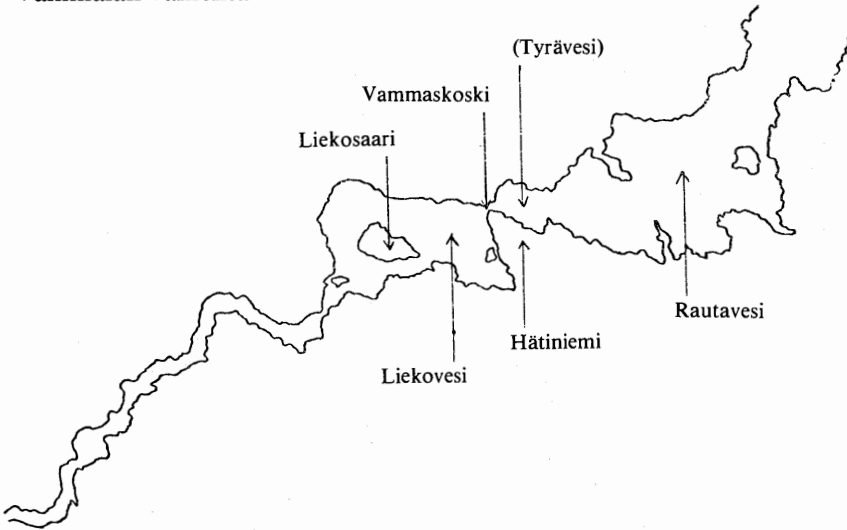 (Tyrävesi)
Vammaskoski
Liekosaari
Rautavesi
Hätiniemi
Liekovesi